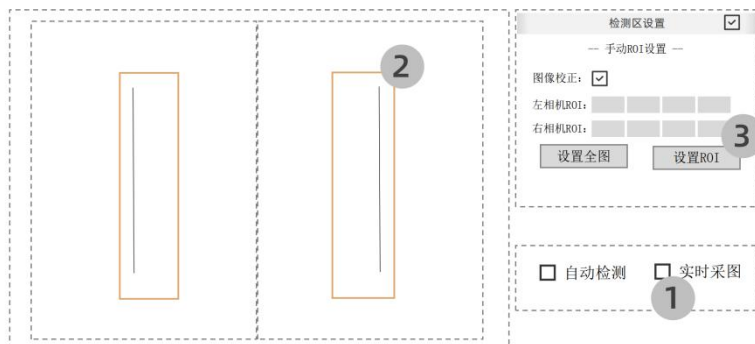 2
检测区设置
-- 手动ROI设置 --
图像校正：
左相机ROI：
右相机ROI：
3
设置全图 设置ROI
自动检测 实时采图
1